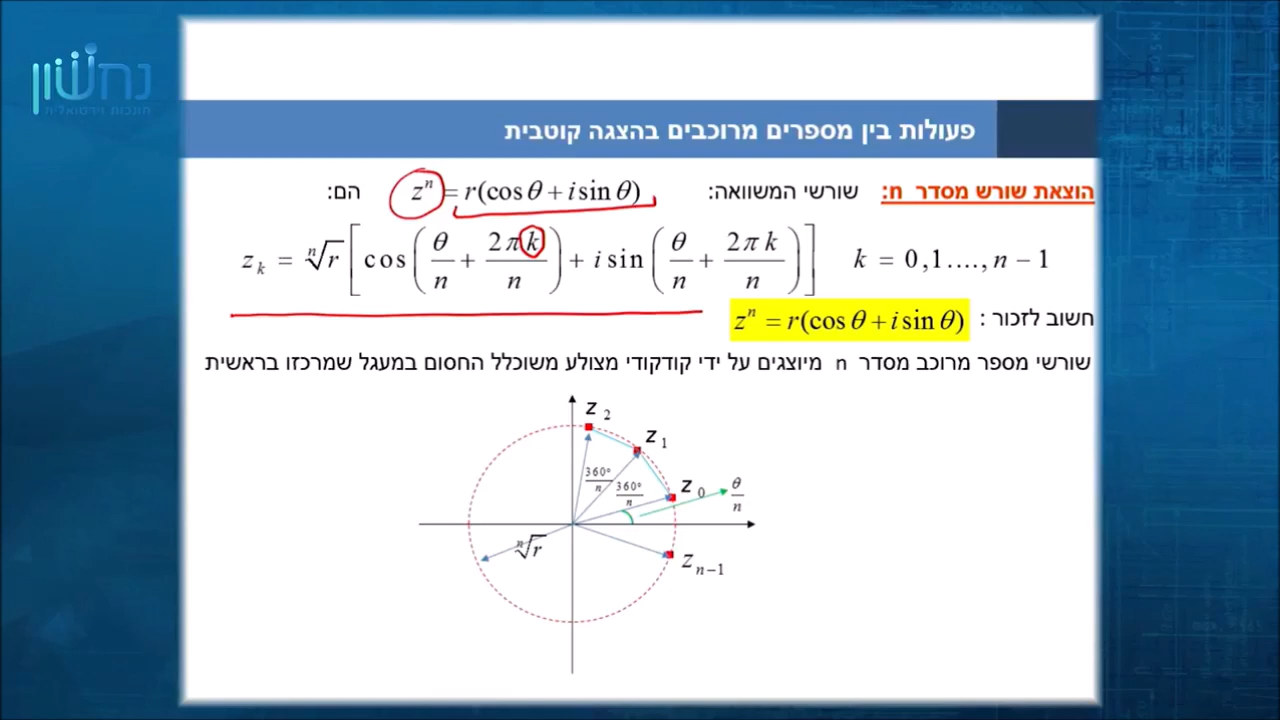 נחשון
חונכות וירטואלית
פעולות בין מספרים מרוכבים בהצגה קוטבית
הוצאת שורש מסדר n: שורשי המשוואה: zⁿ = r(cos θ + i sin θ) הם:
z_k = ⁿ√r [cos(θ/n + 2πk/n) + i sin(θ/n + 2πk/n)] k = 0,1....,n − 1
חשוב לזכור : zⁿ = r(cos θ + i sin θ)
שורשי מספר מרוכב מסדר n מיוצגים על ידי קודקודי מצולע משוכלל החסום במעגל שמרכזו בראשית
z₂
z₁
360°/n
360°/n
z₀
θ/n
ⁿ√r
z_{n−1}